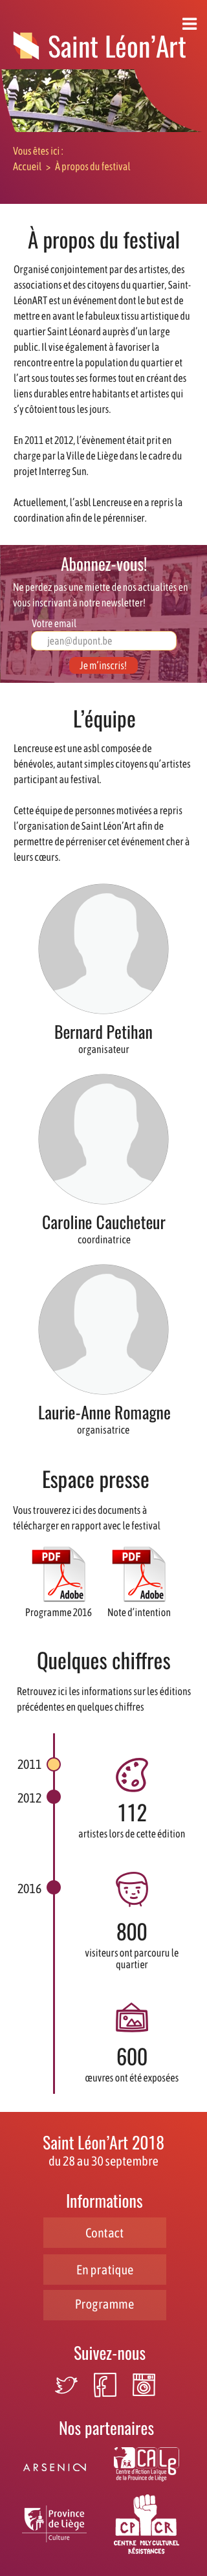 Saint Léon'Art
Vous êtes ici :
Accueil > À propos du festival
À propos du festival
Organisé conjointement par des artistes, des
associations et des citoyens du quartier, Saint-
LéonART est un événement dont le but est de
mettre en avant le fabuleux tissu artistique du
quartier Saint Léonard auprès d'un large
public. Il vise également à favoriser la
rencontre entre la population du quartier et
l'art sous toutes ses formes tout en créant des
liens durables entre habitants et artistes qui
s'y côtoient tous les jours.
En 2011 et 2012, l'évènement était prit en
charge par la Ville de Liège dans le cadre du
projet Interreg Sun.
Actuellement, l'asbl Lencreuse en a repris la
coordination afin de le pérenniser.
Abonnez-vous!
Ne perdez pas une miette de nos actualités en
vous inscrivant à notre newsletter!
Votre email
jean@dupont.be
Je m'inscris!
L'équipe
Lencreuse est une asbl composée de
bénévoles, autant simples citoyens qu'artistes
participant au festival.
Cette équipe de personnes motivées a repris
l'organisation de Saint Léon'Art afin de
permettre de pérreniser cet événement cher à
leurs cœurs.
Bernard Petihan
organisateur
Caroline Caucheteur
coordinatrice
Laurie-Anne Romagne
organisatrice
Espace presse
Vous trouverez ici des documents à
télécharger en rapport avec le festival
PDF PDF
Adobe Adobe
Programme 2016 Note d'intention
Quelques chiffres
Retrouvez ici les informations sur les éditions
précédentes en quelques chiffres
2011
2012
112
artistes lors de cette édition
2016
800
visiteurs ont parcouru le
quartier
600
œuvres ont été exposées
Saint Léon'Art 2018
du 28 au 30 septembre
Informations
Contact
En pratique
Programme
Suivez-nous
Nos partenaires
ARSENIC
CALg
Centre d'Action Laïque
de la Province de Liège
Province
de Liège
Culture
CPCR
CENTRE POLYCULTUREL
RÉSISTANCES